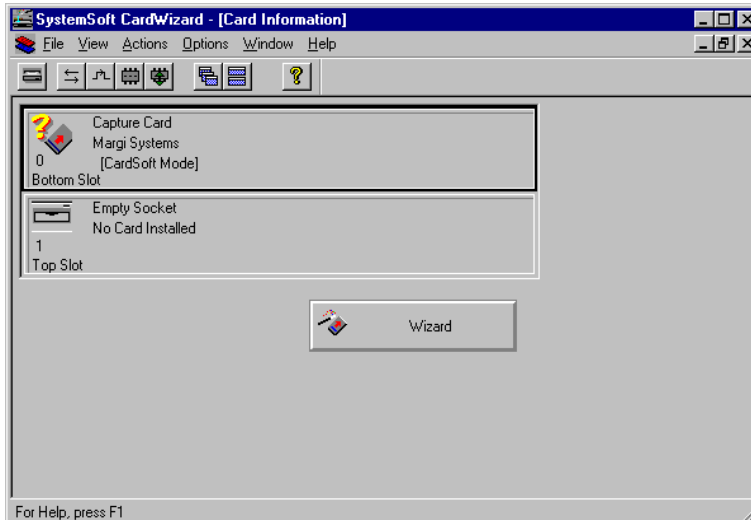 SystemSoft CardWizard - [Card Information]
File View Actions Options Window Help
?
?
Capture Card
Margi Systems
0 [CardSoft Mode]
Bottom Slot
Empty Socket
No Card Installed
1
Top Slot
Wizard
For Help, press F1